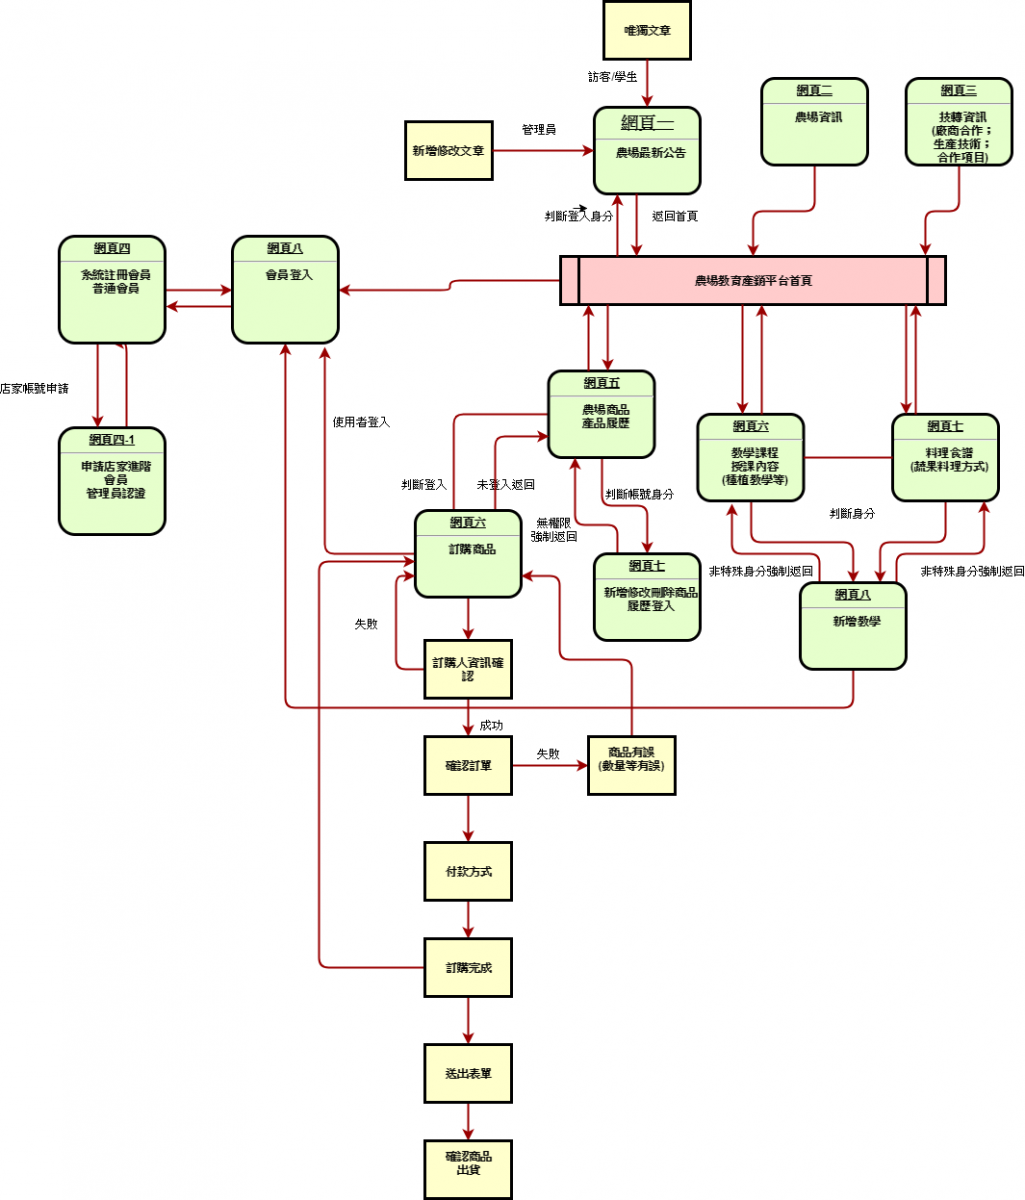 唯獨文章
訪客/學生
網頁一
農場最新公告
管理員
新增修改文章
網頁二
農場資訊
網頁三
技轉資訊
(廠商合作；
生產技術；
合作項目)
判斷登入身分
返回首頁
農場教育產銷平台首頁
網頁四
系統註冊會員
普通會員
網頁八
會員登入
店家帳號申請
網頁四-1
申請店家進階
會員
管理員認證
使用者登入
網頁五
農場商品
產品履歷
網頁六
教學課程
授課內容
(種植教學等)
網頁七
料理食譜
(蔬果料理方式)
判斷登入
未登入返回
判斷帳號身分
無權限
強制返回
判斷身分
網頁六
訂購商品
網頁七
新增修改刪除商品
履歷登入
非特殊身分強制返回
非特殊身分強制返回
網頁八
新增教學
失敗
訂購人資訊確
認
成功
確認訂單
失敗
商品有誤
(數量等有誤)
付款方式
訂購完成
送出表單
確認商品
出貨